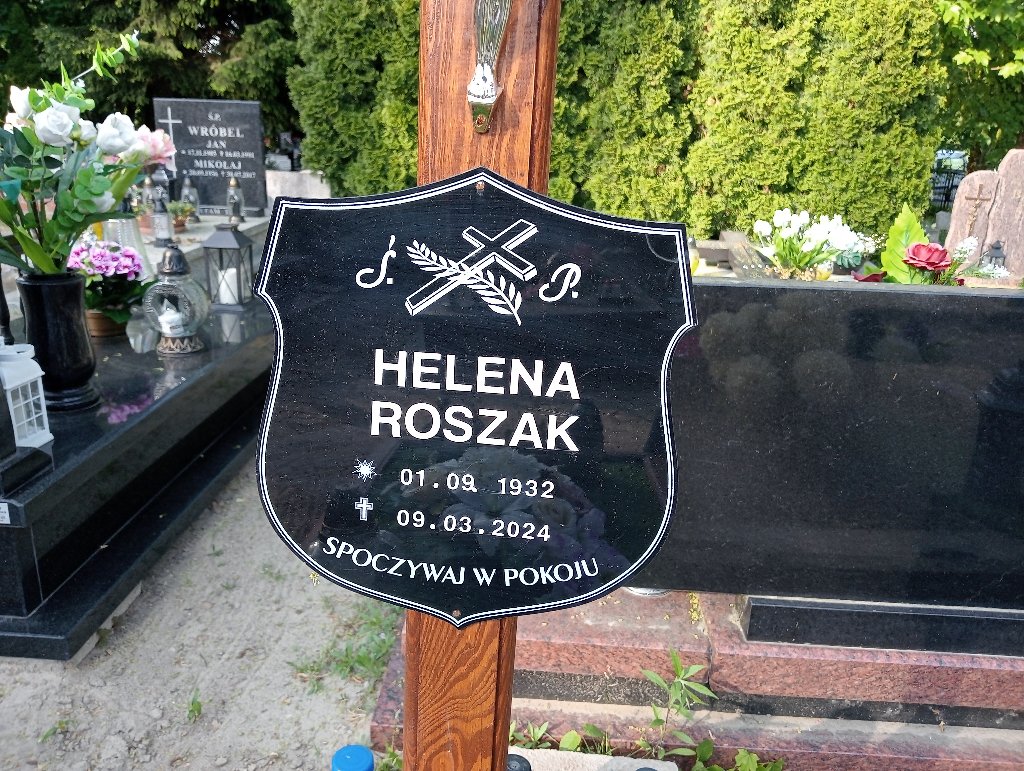 Ś. P.
HELENA
ROSZAK
01.09.1932
09.03.2024
SPOCZYWAJ W POKOJU
Ś.P.
WRÓBEL
JAN
MIKOŁAJ